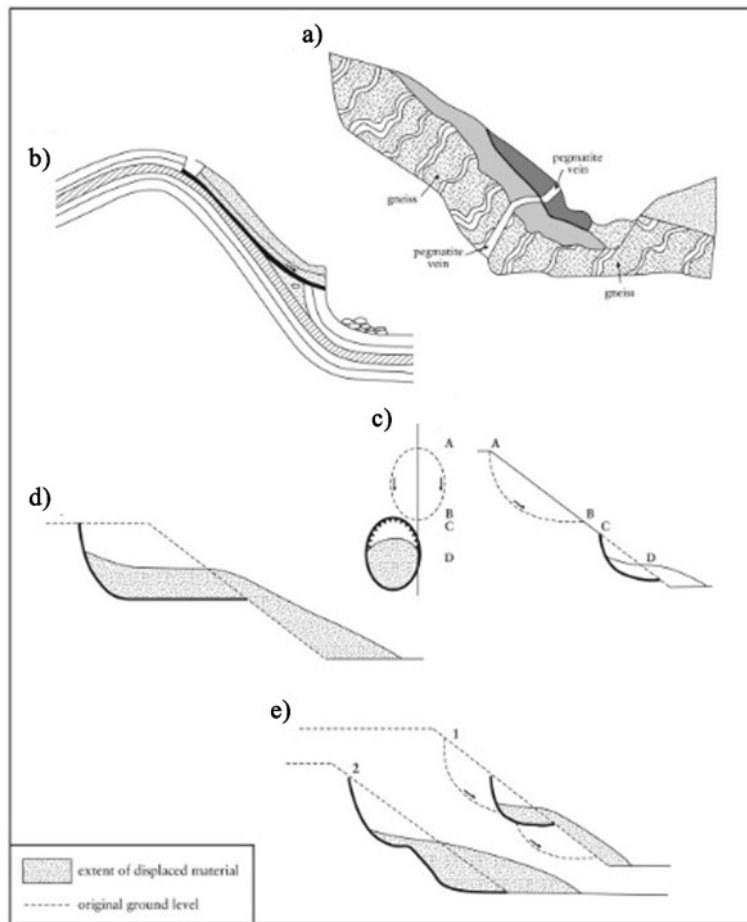 a)
pegmatite
vein
gneiss
pegmatite
vein
gneiss
b)
c)
A
B
C
D
A
B
C
D
d)
e)
1
2
extent of displaced material
original ground level